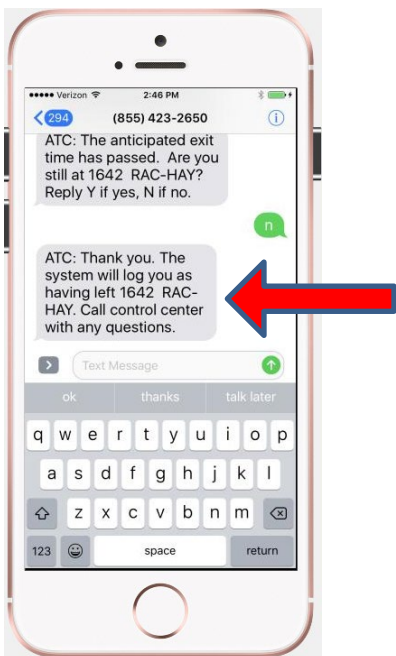 Verizon 2:46 PM
294 (855) 423-2650
ATC: The anticipated exit
time has passed. Are you
still at 1642 RAC-HAY?
Reply Y if yes, N if no.
n
ATC: Thank you. The
system will log you as
having left 1642 RAC-
HAY. Call control center
with any questions.
Text Message
ok thanks talk later
q w e r t y u i o p
a s d f g h j k l
z x c v b n m
123 space return